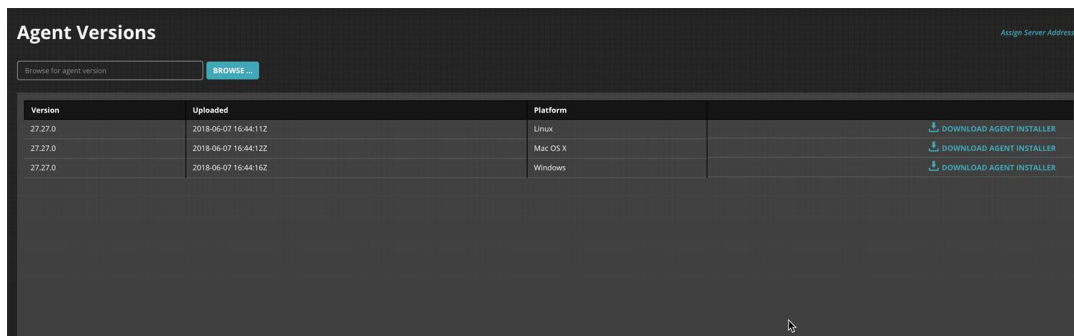 Agent Versions
Assign Server Address
Browse for agent version
BROWSE ...
Version Uploaded Platform
27.27.0 2018-06-07 16:44:11Z Linux DOWNLOAD AGENT INSTALLER
27.27.0 2018-06-07 16:44:12Z Mac OS X DOWNLOAD AGENT INSTALLER
27.27.0 2018-06-07 16:44:16Z Windows DOWNLOAD AGENT INSTALLER